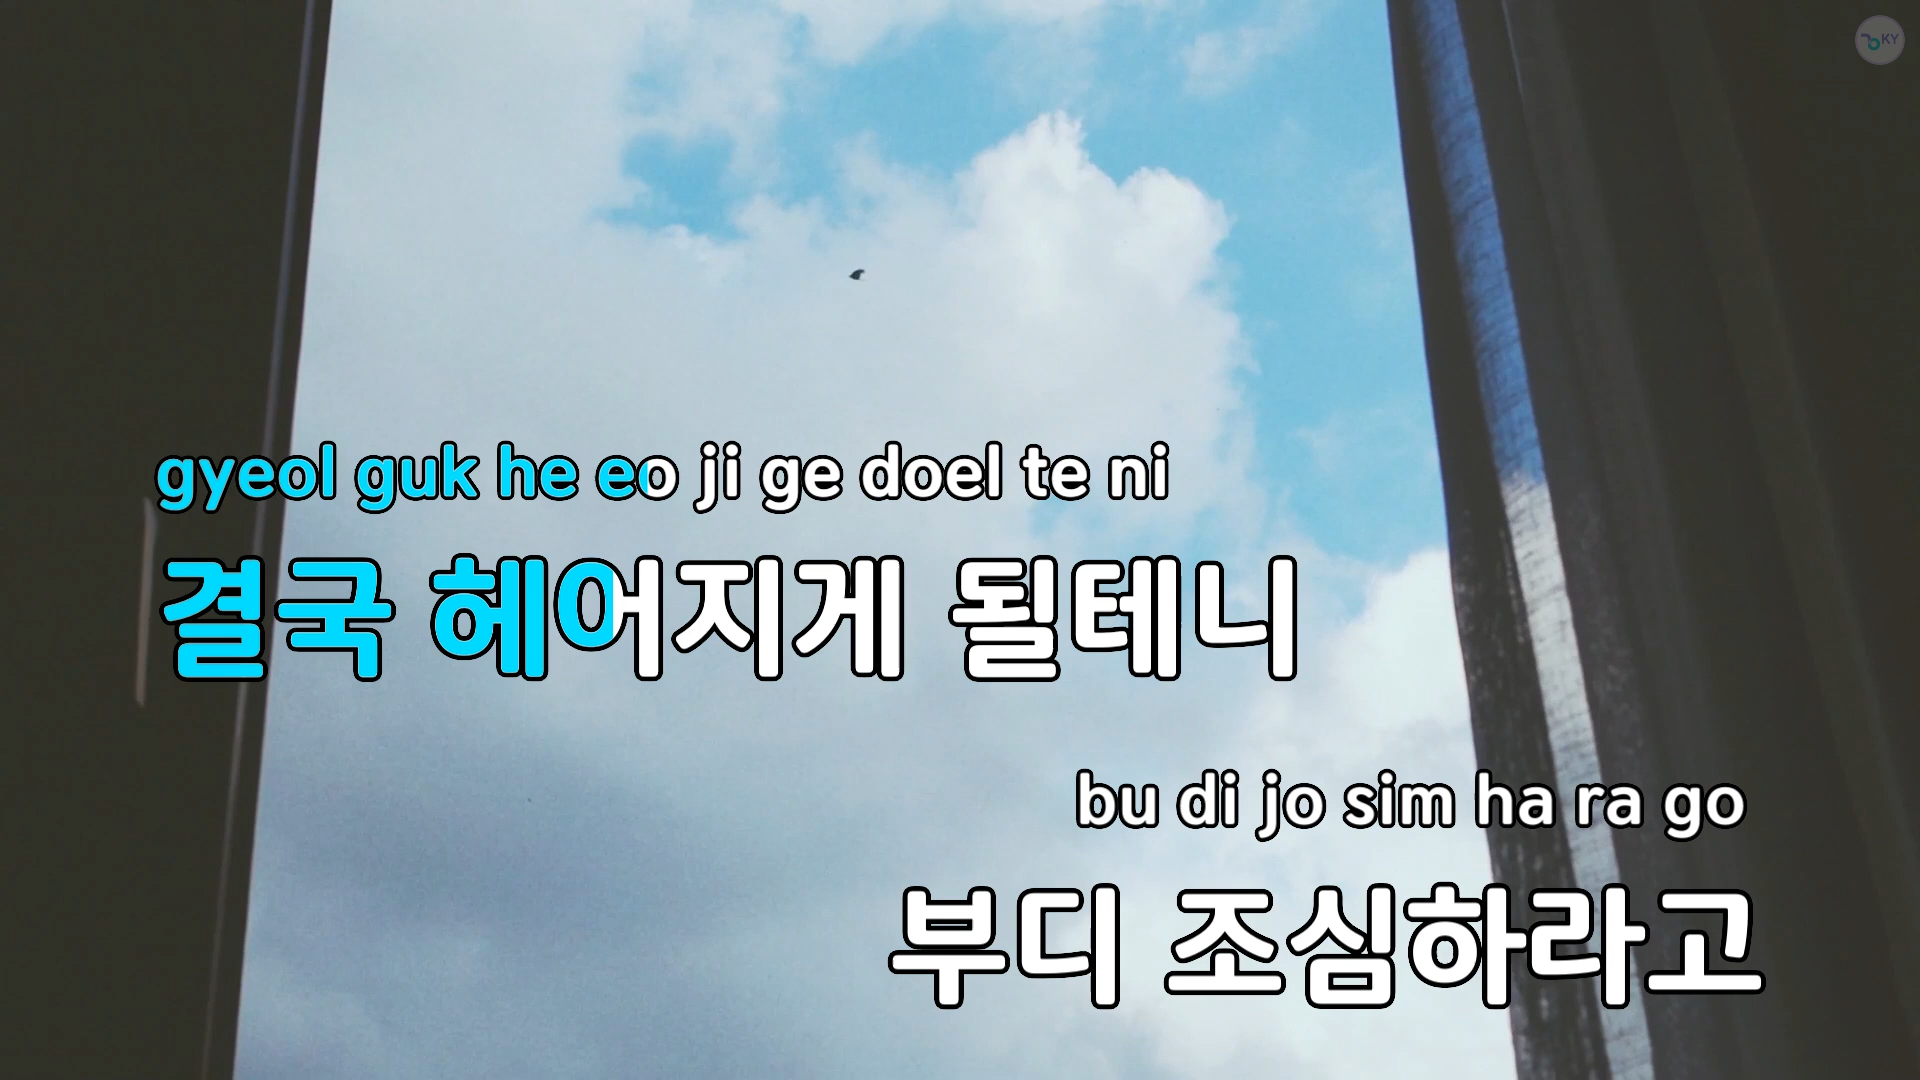 KY
gyeol guk he eo ji ge doel te ni
결국 헤어지게 될테니
bu di jo sim ha ra go
부디 조심하라고